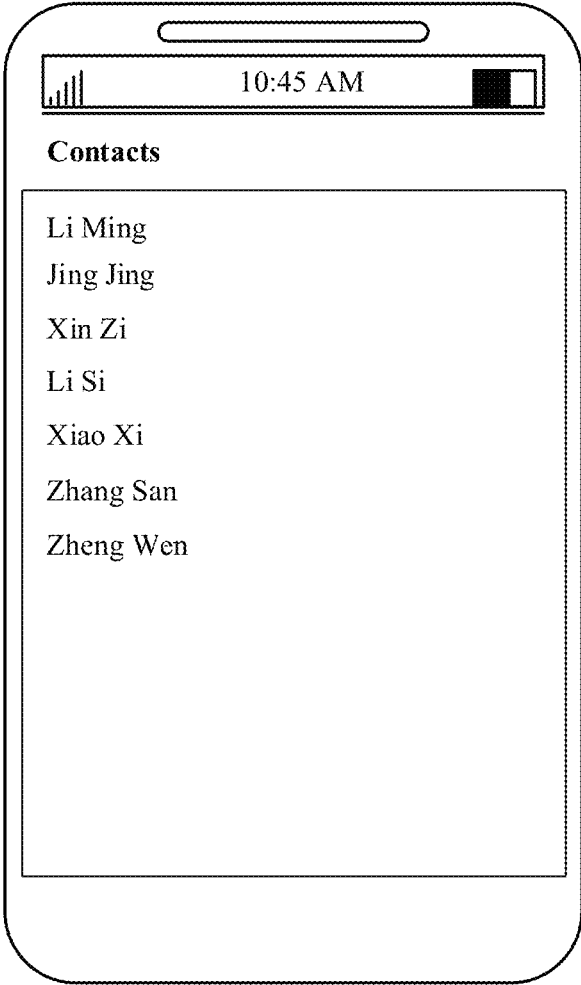 10:45 AM
Contacts
Li Ming
Jing Jing
Xin Zi
Li Si
Xiao Xi
Zhang San
Zheng Wen